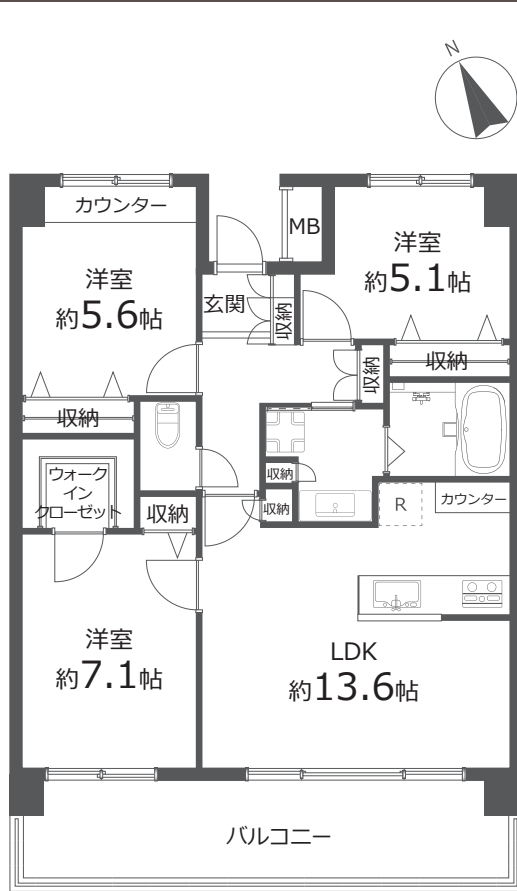 N
カウンター
MB
洋室
約5.6帖
洋室
約5.1帖
玄関
収納
収納
収納
収納
ウォーク
イン
クローゼット
収納
収納
収納
R
カウンター
洋室
約7.1帖
LDK
約13.6帖
バルコニー